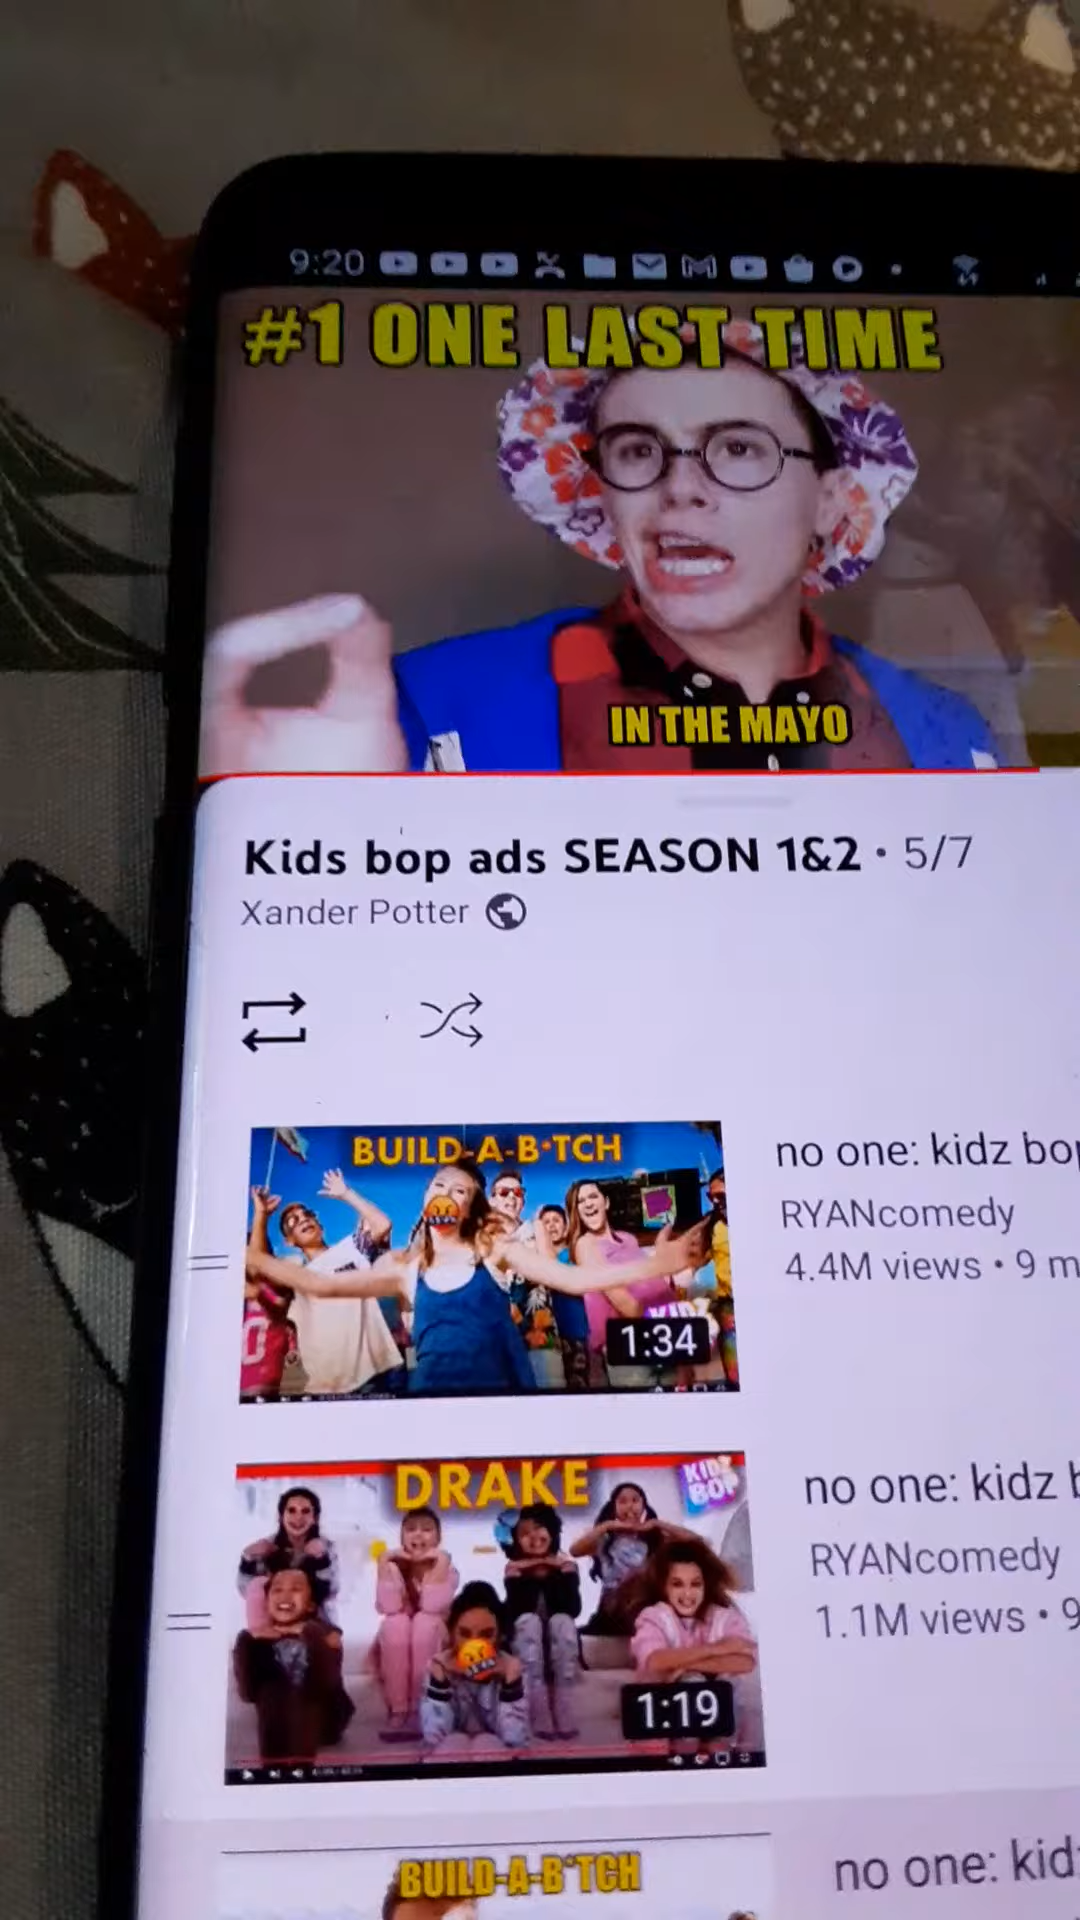 9:20
#1 ONE LAST TIME
IN THE MAYO
Kids bop ads SEASON 1&2 • 5/7
Xander Potter
BUILD-A-B*TCH
KIDZ
1:34
no one: kidz bop
RYANcomedy
4.4M views • 9 m
DRAKE
KIDZ BOP
1:19
no one: kidz b
RYANcomedy
1.1M views • 9
BUILD-A-B*TCH
no one: kid